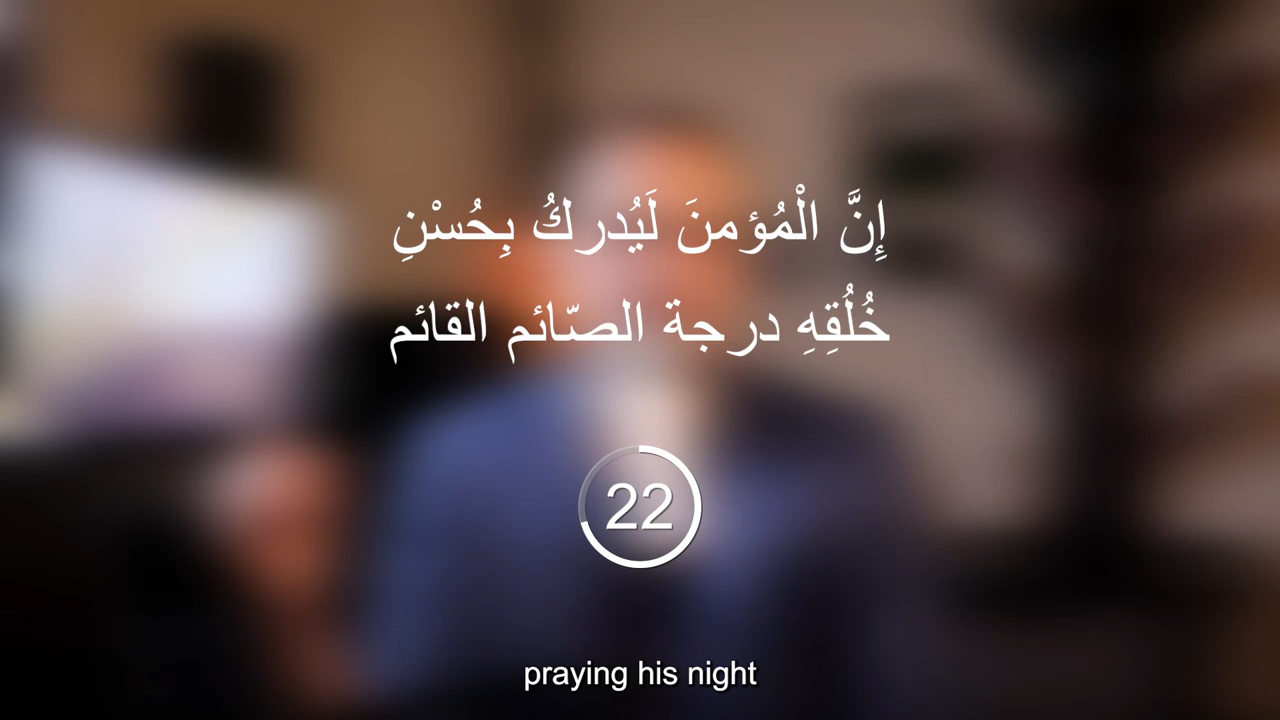 إِنَّ الْمُؤمنَ لَيُدركُ بِحُسْنِ
خُلُقِهِ درجة الصّائم القائم
22
praying his night